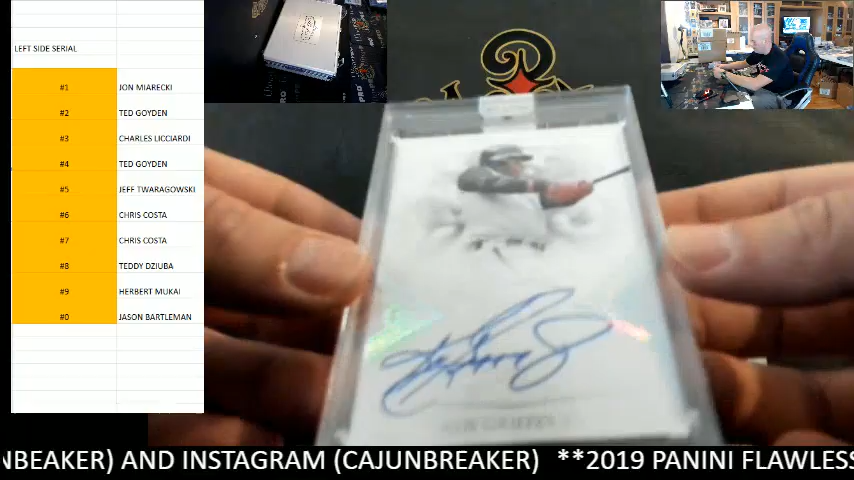 LEFT SIDE SERIAL
#1 JON MIARECKI
#2 TED GOYDEN
#3 CHARLES LICCIARDI
#4 TED GOYDEN
#5 JEFF TWARAGOWSKI
#6 CHRIS COSTA
#7 CHRIS COSTA
#8 TEDDY DZIUBA
#9 HERBERT MUKAI
#0 JASON BARTLEMAN
NBEAKER) AND INSTAGRAM (CAJUNBREAKER) **2019 PANINI FLAWLESS